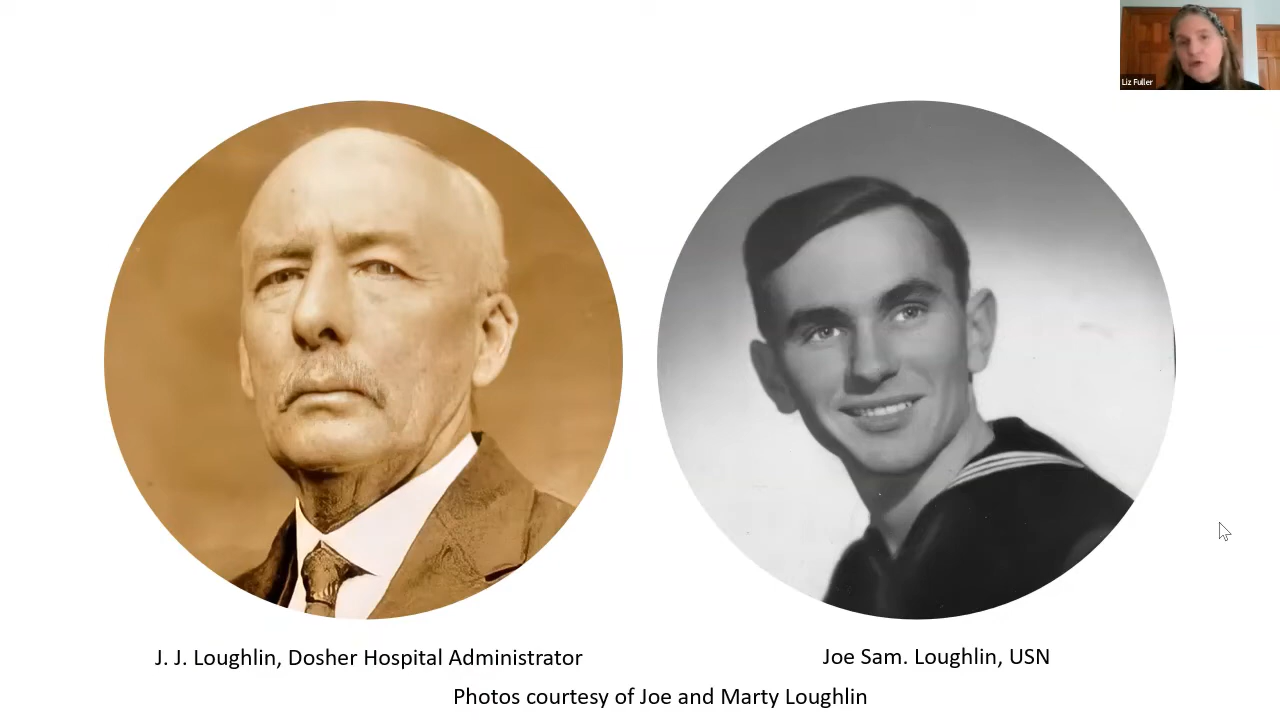 Liz Fuller
J. J. Loughlin, Dosher Hospital Administrator
Joe Sam. Loughlin, USN
Photos courtesy of Joe and Marty Loughlin